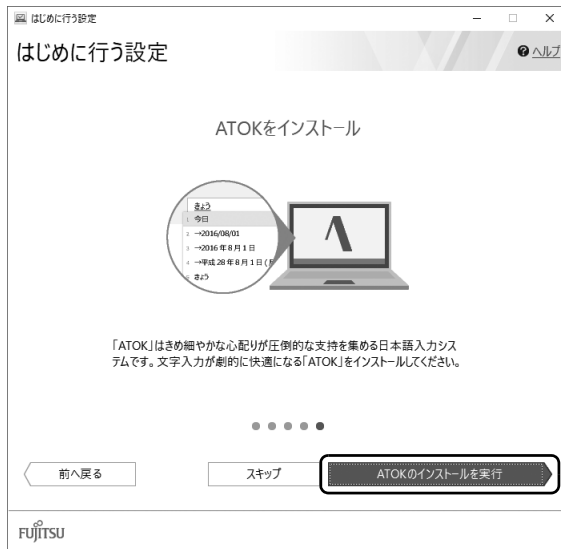 はじめに行う設定
はじめに行う設定
ヘルプ
ATOKをインストール
きょう
1 今日
2 →2016/08/01
3 →2016年8月1日
4 →平成28年8月1日(
5 きょう
「ATOK」はきめ細やかな心配りが圧倒的な支持を集める日本語入力シス
テムです。文字入力が劇的に快適になる「ATOK」をインストールしてください。
前へ戻る
スキップ
ATOKのインストールを実行
FUJITSU